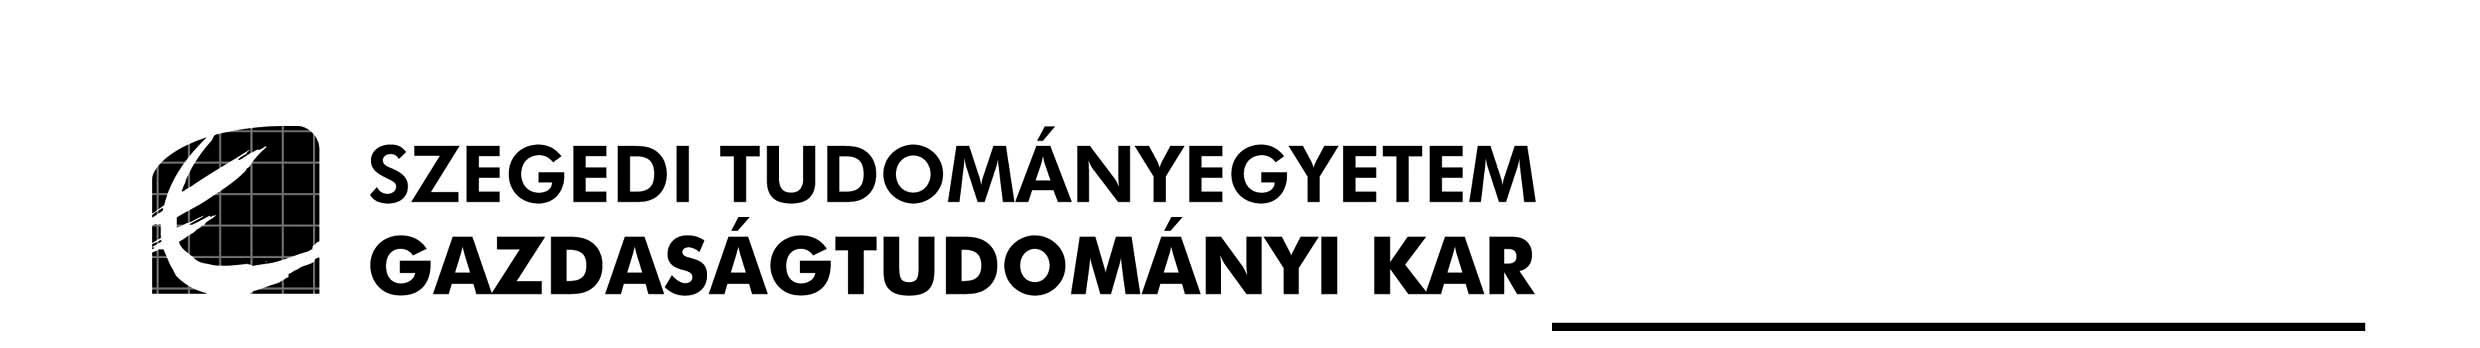 SZEGEDI TUDOMÁNYEGYETEM
GAZDASÁGTUDOMÁNYI KAR